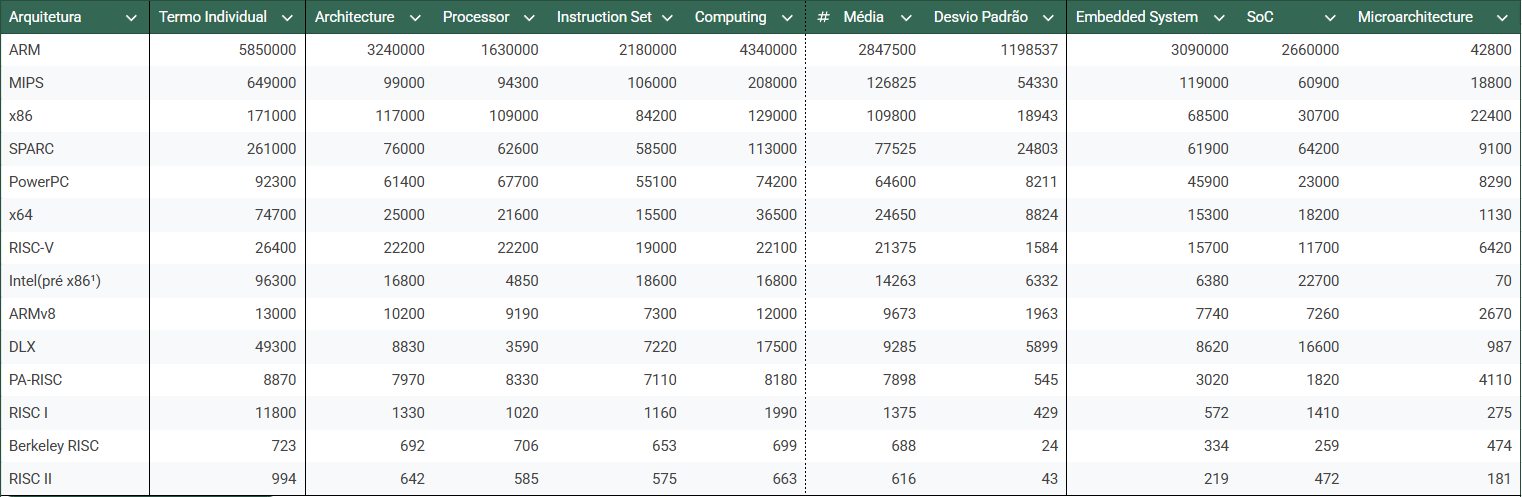 Arquitetura Termo Individual Architecture Processor Instruction Set Computing # Média Desvio Padrão Embedded System SoC Microarchitecture
ARM 5850000 3240000 1630000 2180000 4340000 2847500 1198537 3090000 2660000 42800
MIPS 649000 99000 94300 106000 208000 126825 54330 119000 60900 18800
x86 171000 117000 109000 84200 129000 109800 18943 68500 30700 22400
SPARC 261000 76000 62600 58500 113000 77525 24803 61900 64200 9100
PowerPC 92300 61400 67700 55100 74200 64600 8211 45900 23000 8290
x64 74700 25000 21600 15500 36500 24650 8824 15300 18200 1130
RISC-V 26400 22200 22200 19000 22100 21375 1584 15700 11700 6420
Intel(pré x86¹) 96300 16800 4850 18600 16800 14263 6332 6380 22700 70
ARMv8 13000 10200 9190 7300 12000 9673 1963 7740 7260 2670
DLX 49300 8830 3590 7220 17500 9285 5899 8620 16600 987
PA-RISC 8870 7970 8330 7110 8180 7898 545 3020 1820 4110
RISC I 11800 1330 1020 1160 1990 1375 429 572 1410 275
Berkeley RISC 723 692 706 653 699 688 24 334 259 474
RISC II 994 642 585 575 663 616 43 219 472 181